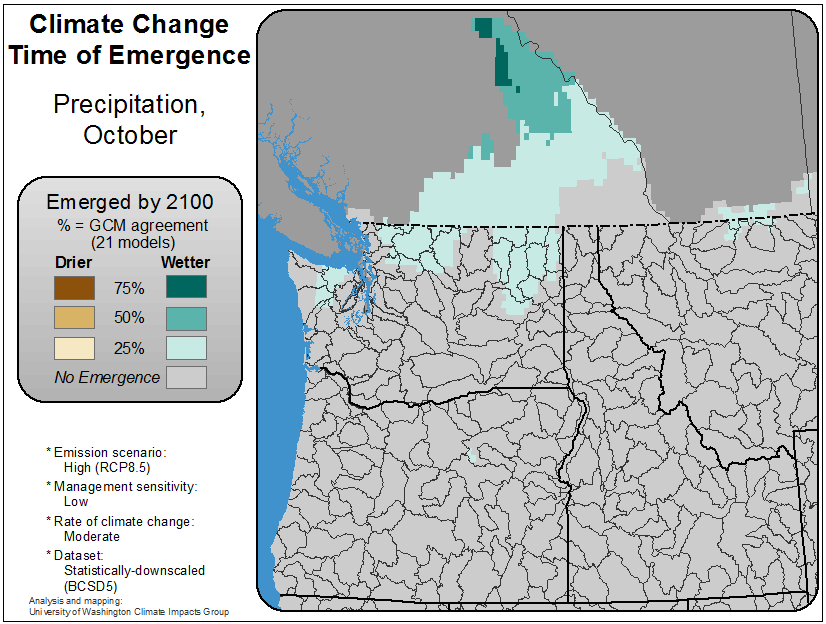 Climate Change
Time of Emergence
Precipitation,
October
Emerged by 2100
% = GCM agreement
(21 models)
Drier Wetter
75%
50%
25%
No Emergence
* Emission scenario:
High (RCP8.5)
* Management sensitivity:
Low
* Rate of climate change:
Moderate
* Dataset:
Statistically-downscaled
(BCSD5)
Analysis and mapping:
University of Washington Climate Impacts Group